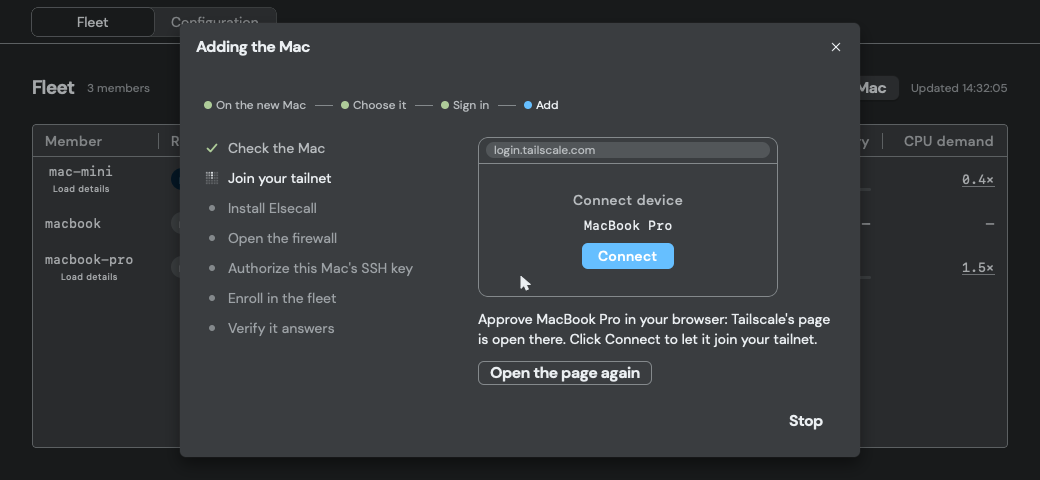 Fleet
Configuration
Adding the Mac
Fleet 3 members
Mac Updated 14:32:05
On the new Mac Choose it Sign in Add
Member
CPU demand
mac-mini
Load details
0.4×
macbook
—
—
macbook-pro
Load details
1.5×
Check the Mac
Join your tailnet
Install Elsecall
Open the firewall
Authorize this Mac's SSH key
Enroll in the fleet
Verify it answers
login.tailscale.com
Connect device
MacBook Pro
Connect
Approve MacBook Pro in your browser: Tailscale's page
is open there. Click Connect to let it join your tailnet.
Open the page again
Stop